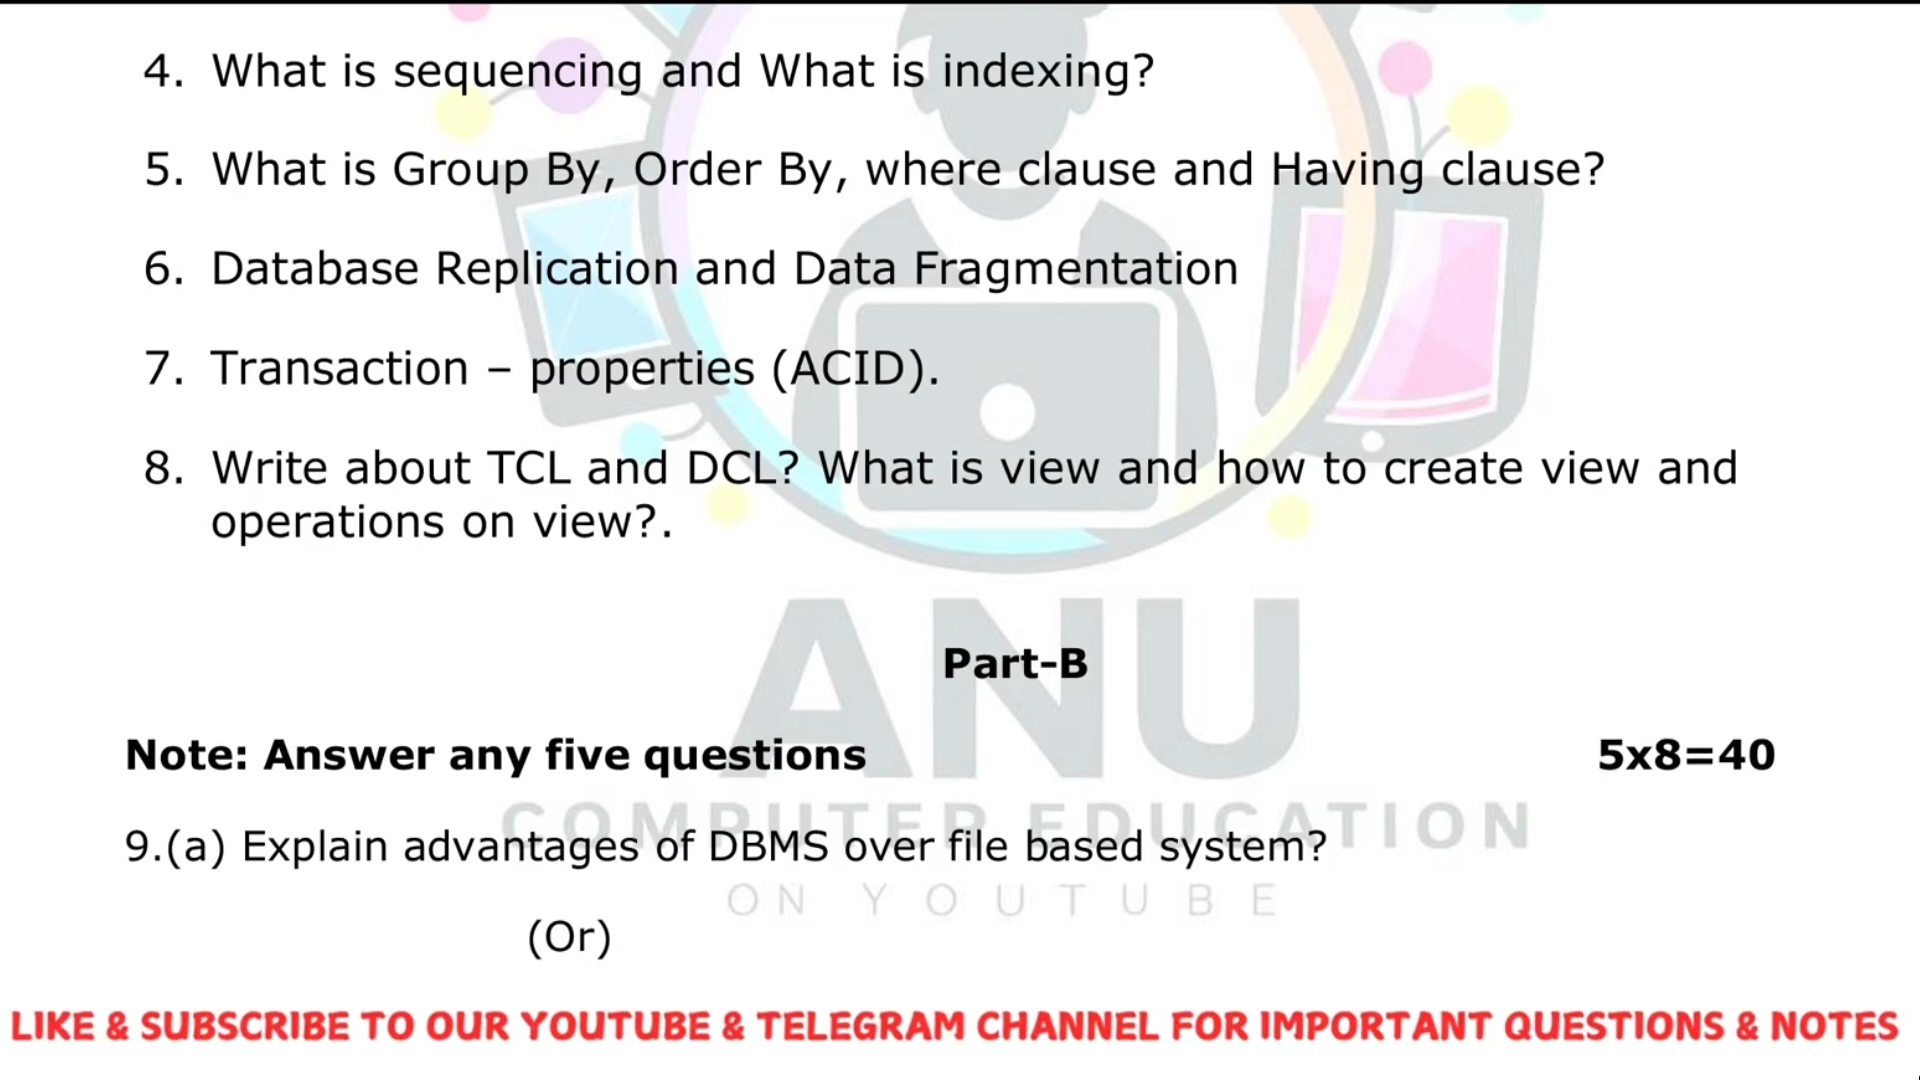 4. What is sequencing and What is indexing?
5. What is Group By, Order By, where clause and Having clause?
6. Database Replication and Data Fragmentation
7. Transaction – properties (ACID).
8. Write about TCL and DCL? What is view and how to create view and
operations on view?.
ANU
Part-B
Note: Answer any five questions 5x8=40
COMPUTER EDUCATION
9.(a) Explain advantages of DBMS over file based system?
ON YOUTUBE
(Or)
LIKE & SUBSCRIBE TO OUR YOUTUBE & TELEGRAM CHANNEL FOR IMPORTANT QUESTIONS & NOTES